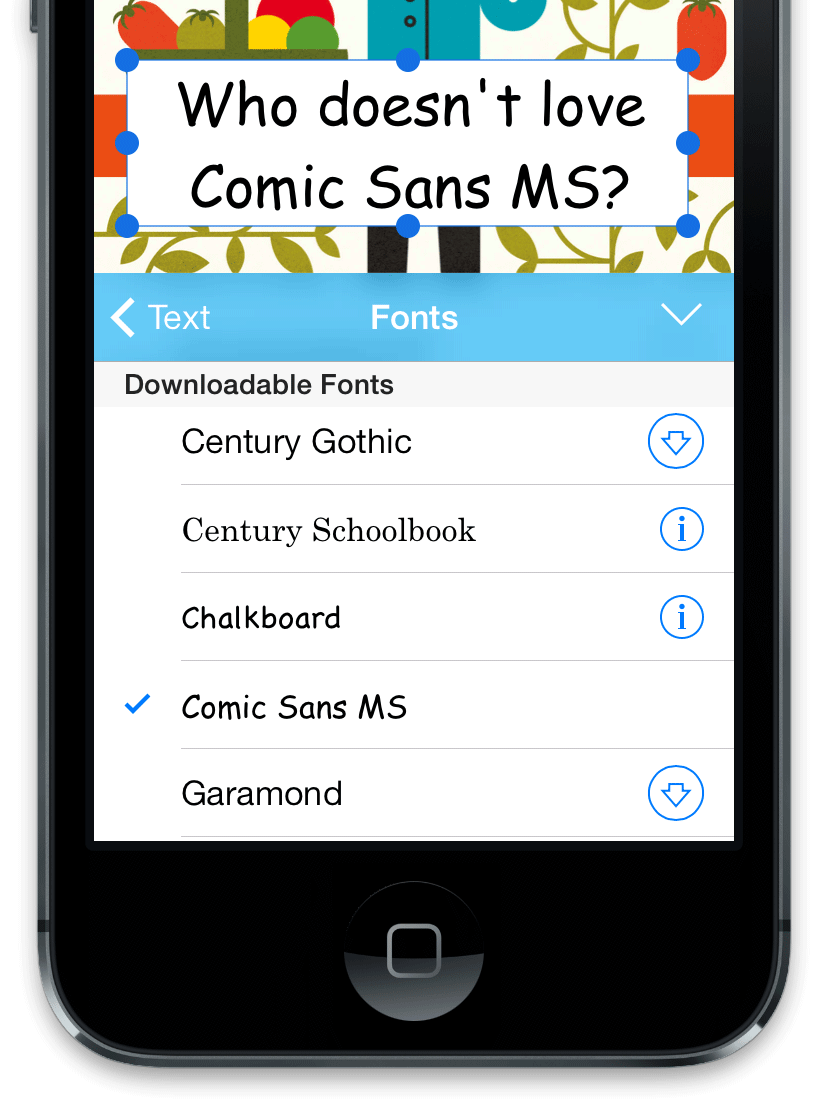 Who doesn't love
Comic Sans MS?
Text
Fonts
Downloadable Fonts
Century Gothic
Century Schoolbook
Chalkboard
Comic Sans MS
Garamond